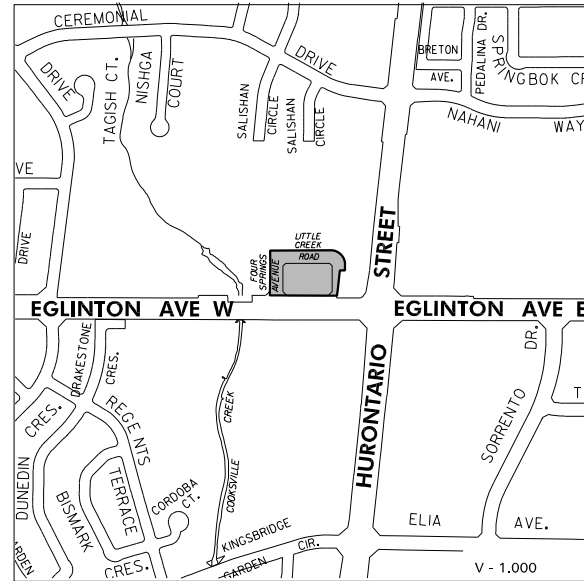 CEREMONIAL
DRIVE
BRETON
AVE.
PEDALINA DR.
SPRINGBOK CR
NAHANI
WAY
DRIVE
TAGISH CT.
NISHGA
COURT
SALISHAN
CIRCLE
SALISHAN
CIRCLE
VE
DRIVE
LITTLE
CREEK
ROAD
FOUR
SPRINGS
AVENUE
STREET
EGLINTON AVE W
EGLINTON AVE E
HURONTARIO
DRAKESTONE
CRES.
CRES.
REGENTS
DUNEDIN
BISMARK
TERRACE
CORDOBA
CT.
CREEK
COOKSVILLE
KINGSBRIDGE
GARDEN
CIR.
ARDEN
CRES.
SORRENTO
DR.
T
ELIA
AVE.
V - 1.000